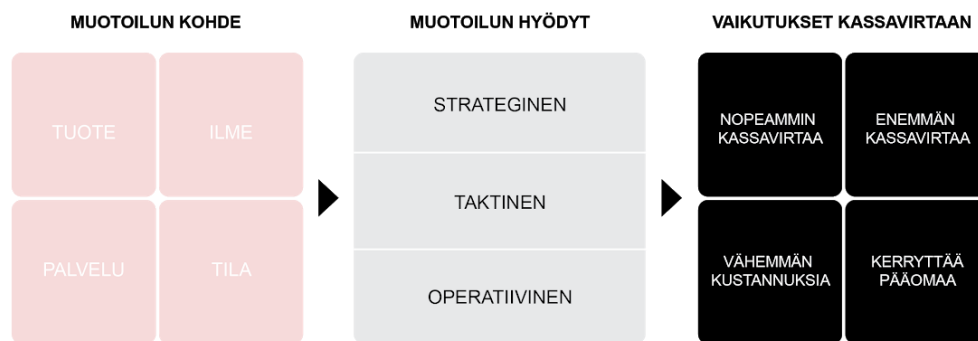 MUOTOILUN KOHDE
TUOTE
ILME
PALVELU
TILA
MUOTOILUN HYÖDYT
STRATEGINEN
TAKTINEN
OPERATIIVINEN
VAIKUTUKSET KASSAVIRTAAN
NOPEAMMIN
KASSAVIRTAA
ENEMMÄN
KASSAVIRTAA
VÄHEMMÄN
KUSTANNUKSIA
KERRYTTÄÄ
PÄÄOMAA